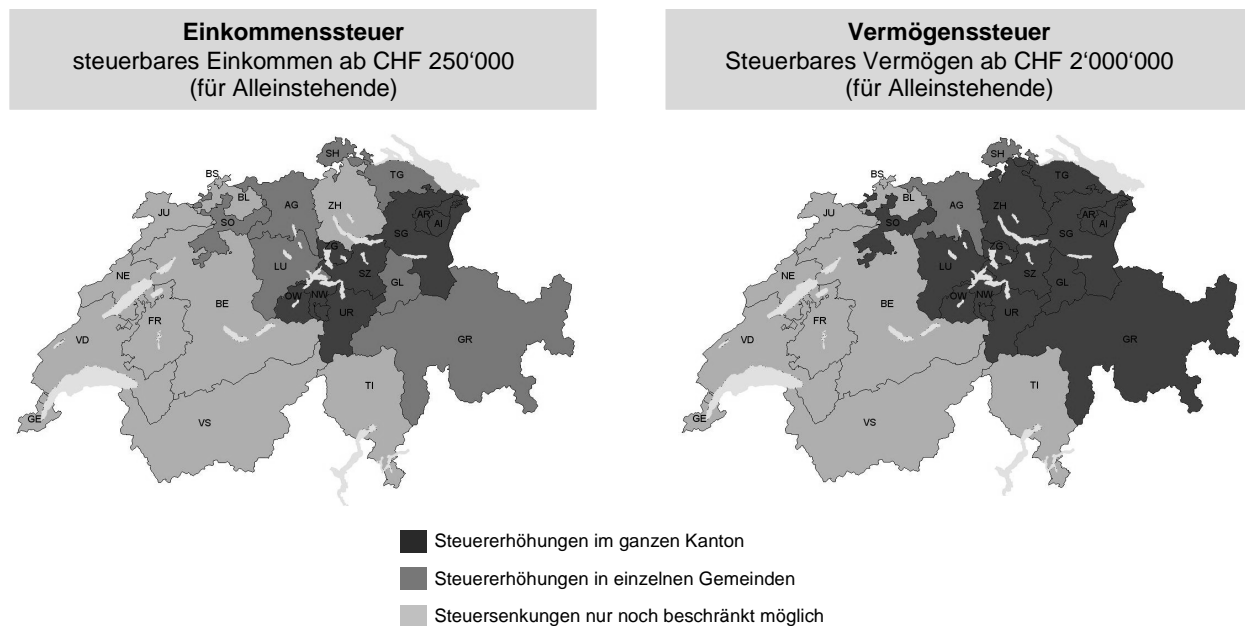 Einkommenssteuer
steuerbares Einkommen ab CHF 250‘000
(für Alleinstehende)
Vermögenssteuer
Steuerbares Vermögen ab CHF 2‘000‘000
(für Alleinstehende)
SH
BS
TG
BL
AG
ZH
JU
SO
AR
AI
SG
ZG
NE
LU
SZ
GL
OW
NW
BE
UR
FR
GR
VD
TI
GE
VS
SH
BS
TG
BL
AG
ZH
JU
SO
AR
AI
SG
ZG
NE
LU
SZ
GL
OW
NW
BE
UR
FR
GR
VD
TI
GE
VS
Steuererhöhungen im ganzen Kanton
Steuererhöhungen in einzelnen Gemeinden
Steuersenkungen nur noch beschränkt möglich